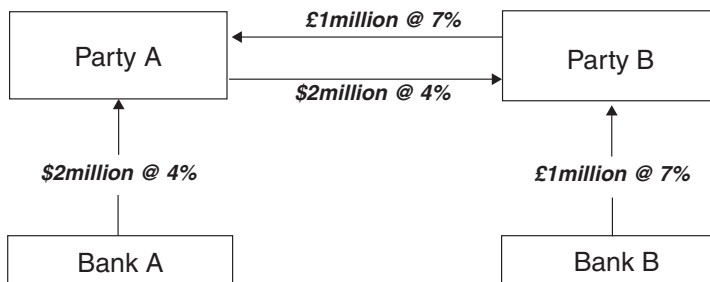 £1million @ 7%
Party A
Party B
$2million @ 4%
$2million @ 4%
£1million @ 7%
Bank A
Bank B